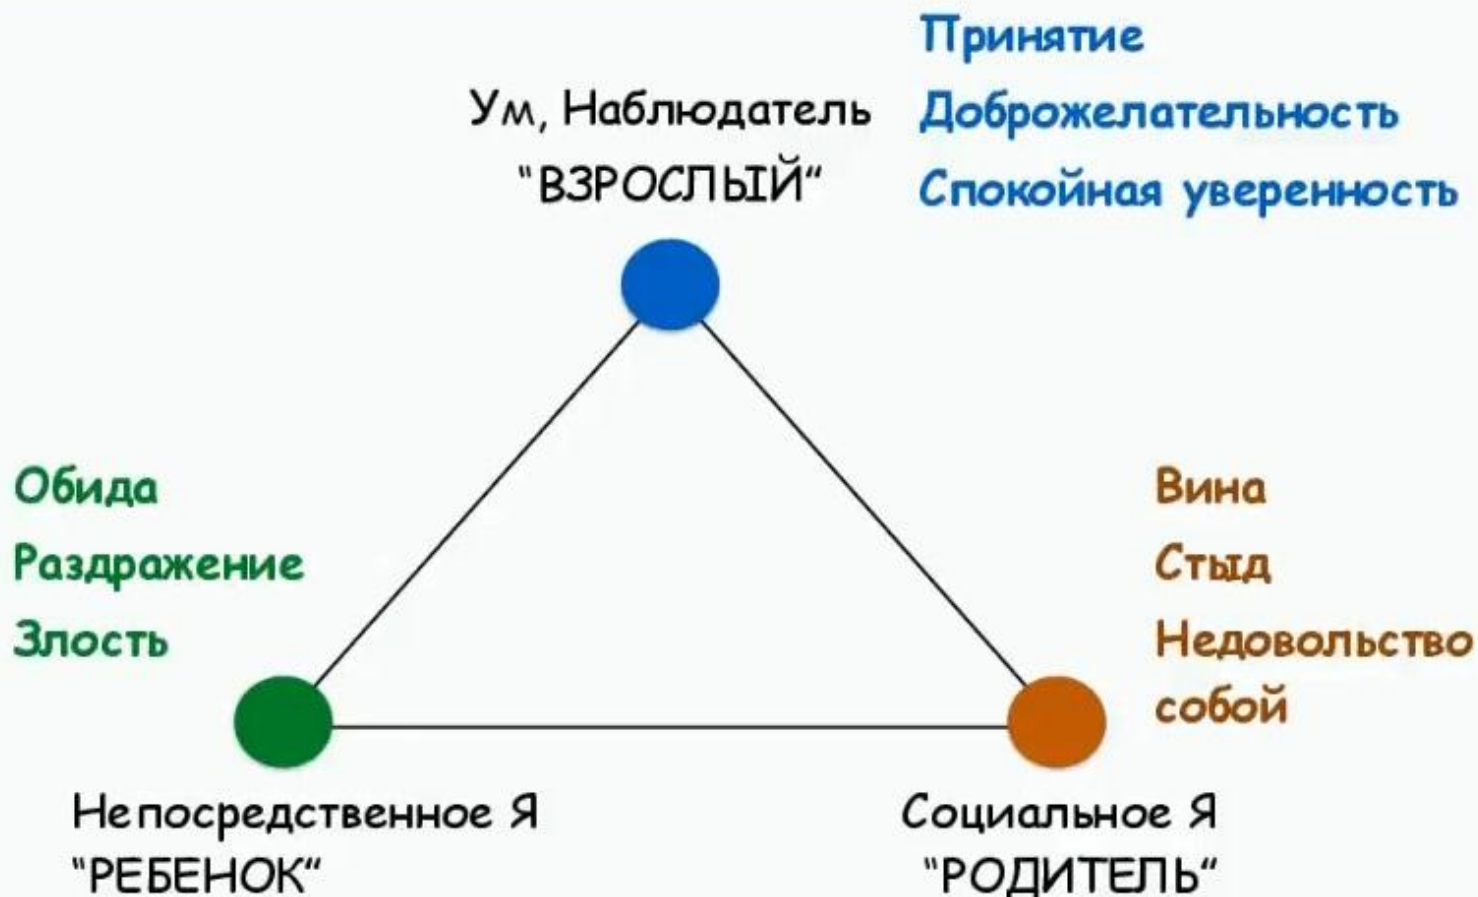 Принятие
Ум, Наблюдатель
Доброжелательность
"ВЗРОСЛЫЙ"
Спокойная уверенность
Обида
Раздражение
Злость
Вина
Стыд
Недовольство
собой
Непосредственное Я
"РЕБЕНОК"
Социальное Я
"РОДИТЕЛЬ"